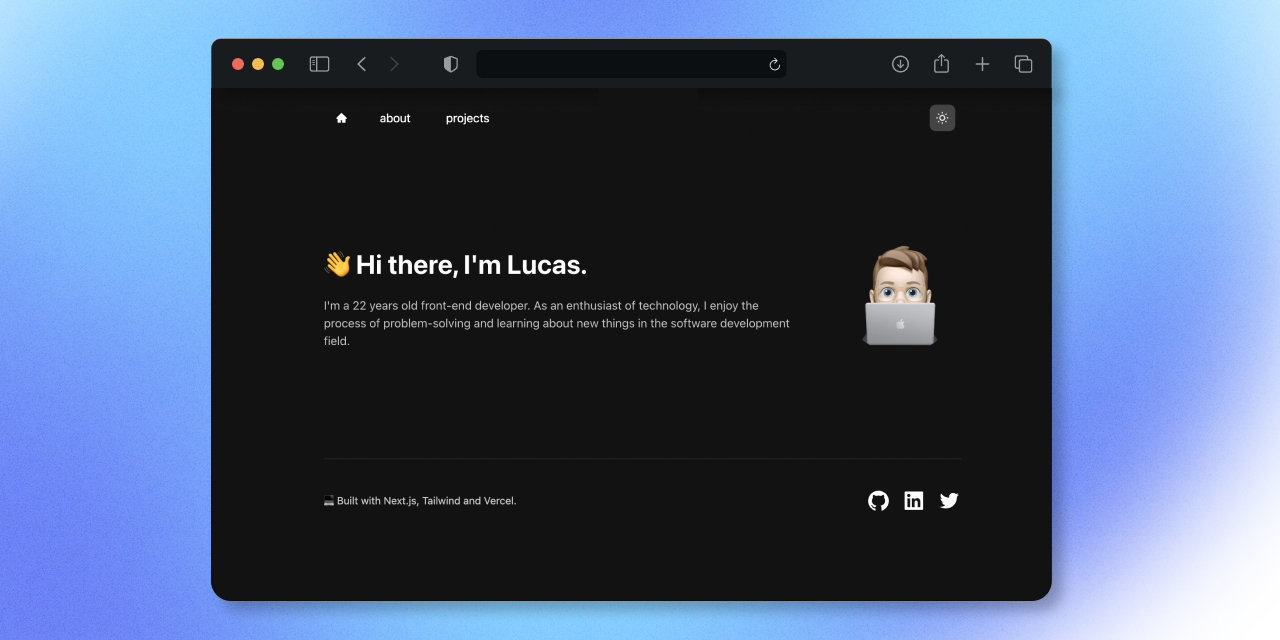 about projects
👋 Hi there, I'm Lucas.
I'm a 22 years old front-end developer. As an enthusiast of technology, I enjoy the
process of problem-solving and learning about new things in the software development
field.
💻 Built with Next.js, Tailwind and Vercel.
in